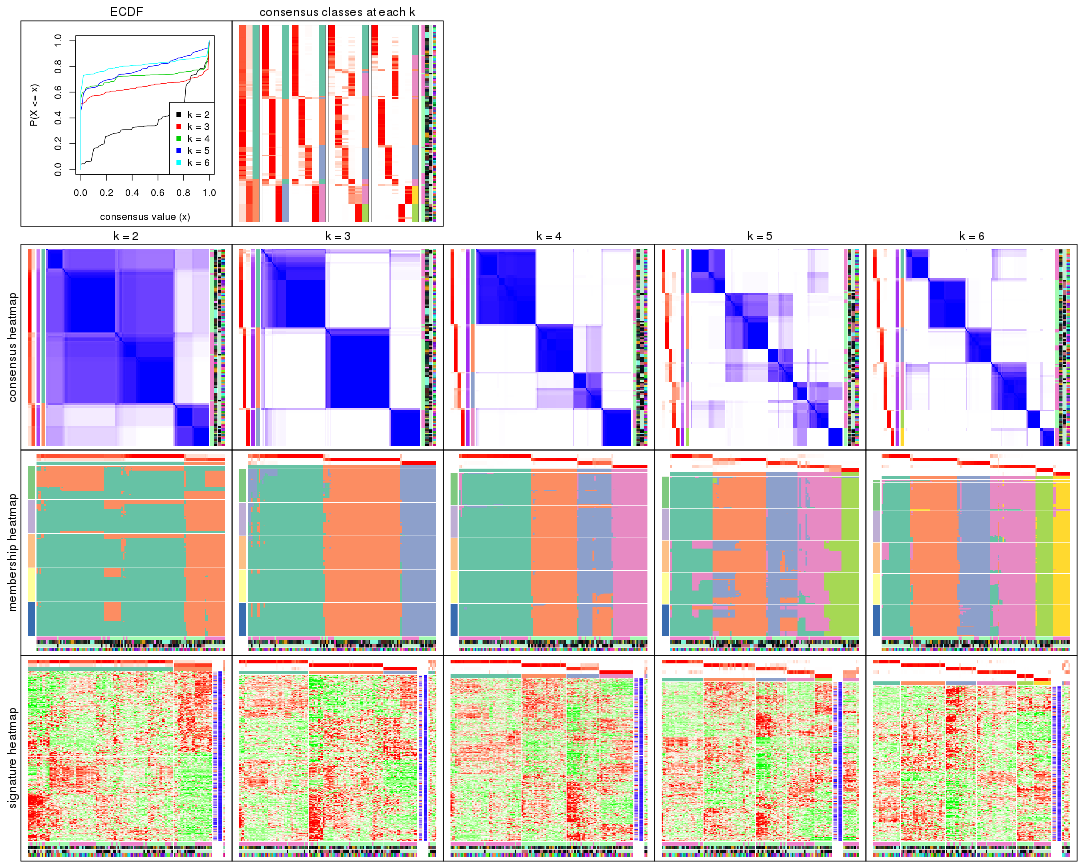 ECDF
consensus classes at each k
P(X <= x)
1.0
0.8
0.6
0.4
0.2
0.0
k = 2
k = 3
k = 4
k = 5
k = 6
0.0 0.2 0.4 0.6 0.8 1.0
consensus value (x)
k = 2
k = 3
k = 4
k = 5
k = 6
consensus heatmap
membership heatmap
signature heatmap